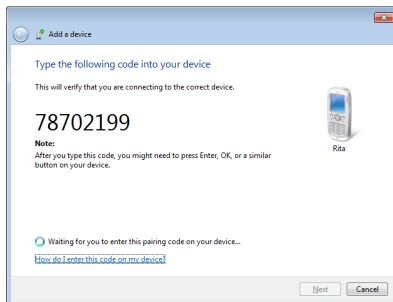 Add a device
Type the following code into your device
This will verify that you are connecting to the correct device.
78702199
Note:
After you type this code, you might need to press Enter, OK, or a similar
button on your device.
Rita
Waiting for you to enter this pairing code on your device...
How do I enter this code on my device?
Next
Cancel